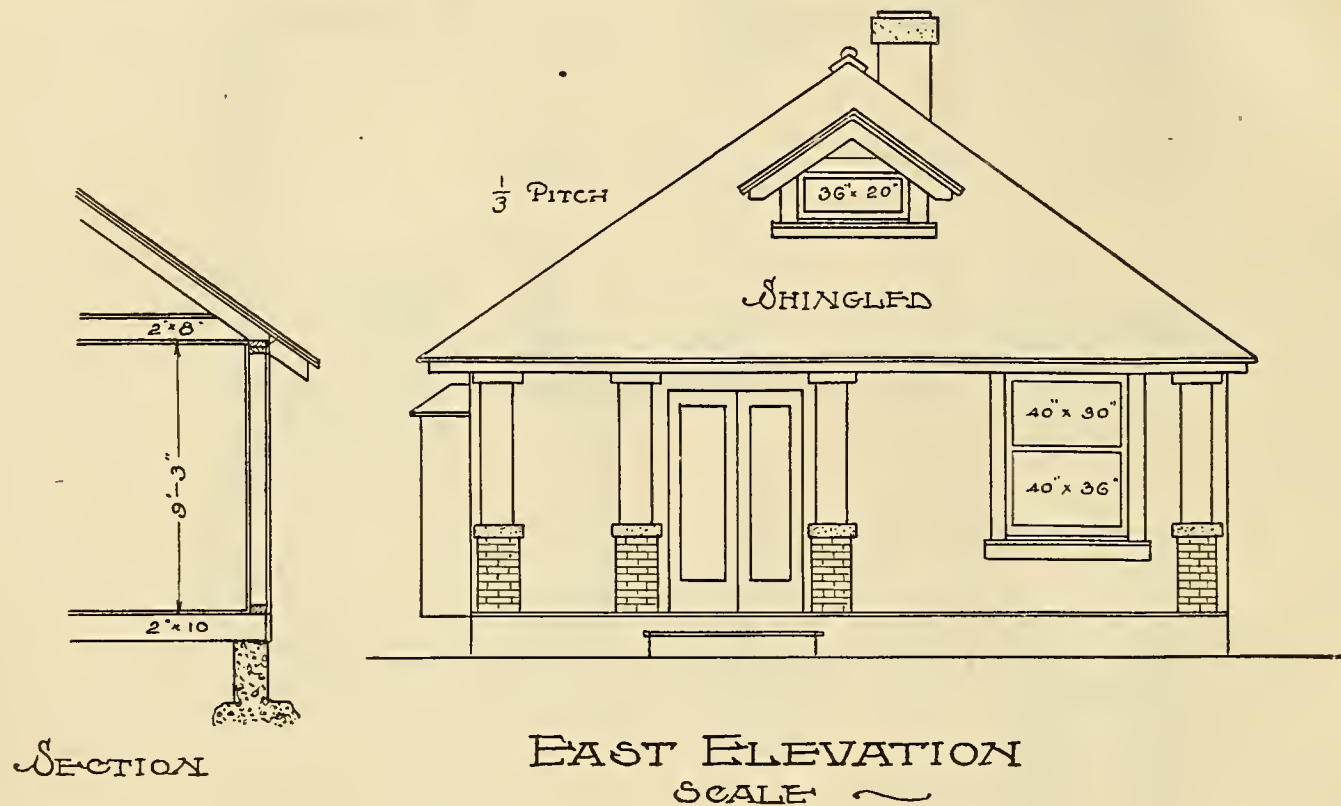 1/3 PITCH
36" x 20"
SHINGLED
2" x 8"
9'-3"
40" x 30"
40" x 36"
2" x 10
SECTION
EAST ELEVATION
SCALE